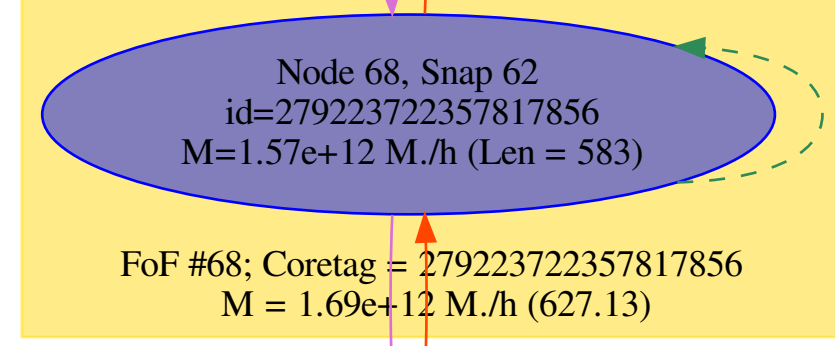 Node 68, Snap 62
id=279223722357817856
M=1.57e+12 M./h (Len = 583)
FoF #68; Coretag = 279223722357817856
M = 1.69e+12 M./h (627.13)